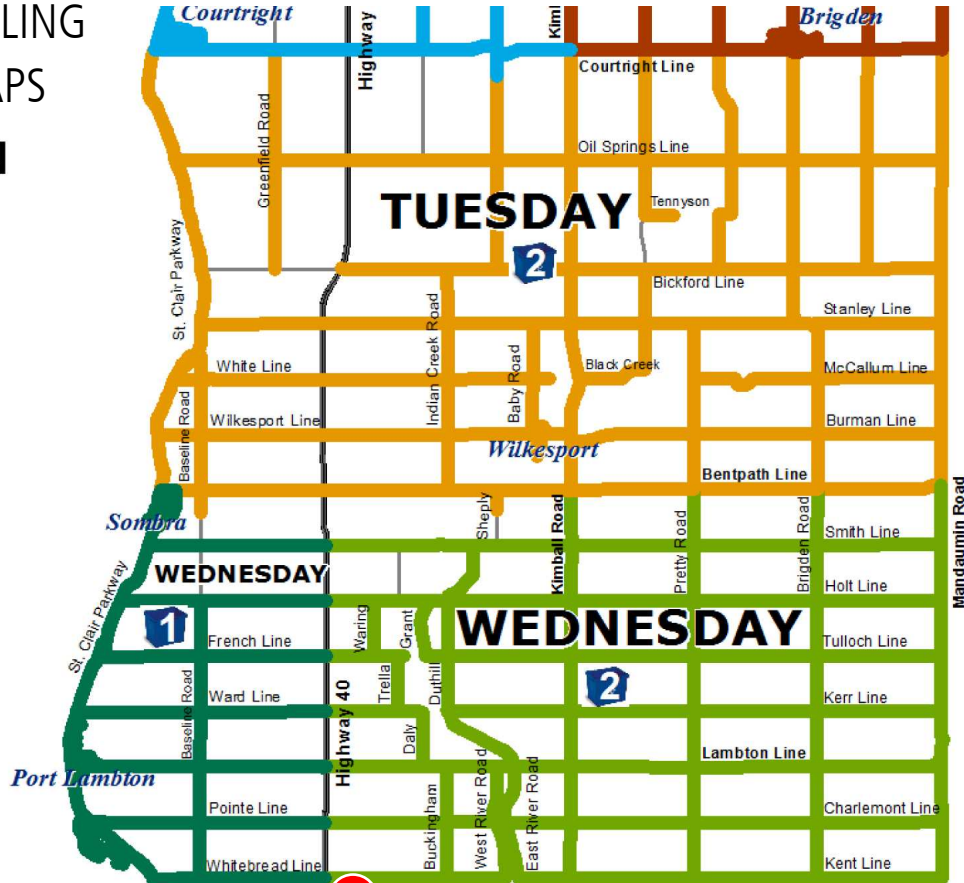 LING
APS
Courtright
Highway
Kiml
Brigden
Courtright Line
Greenfield Road
Oil Springs Line
TUESDAY
2
Tennyson
St. Clair Parkway
Bickford Line
Stanley Line
Indian Creek Road
White Line
Baby Road
Black Creek
McCallum Line
Baseline Road
Wilkesport Line
Burman Line
Wilkesport
Bentpath Line
Sombra
Sheply
Kimball Road
Pretty Road
Brigden Road
Smith Line
Mandaumin Road
WEDNESDAY
Holt Line
St. Clair Parkway
1
French Line
Waring
Grant
WEDNESDAY
Tulloch Line
2
Baseline Road
Ward Line
Highway 40
Trella
Duthill
Kerr Line
Daly
Lambton Line
Port Lambton
Pointe Line
Buckingham
West River Road
East River Road
Charlemont Line
Whitebread Line
Kent Line